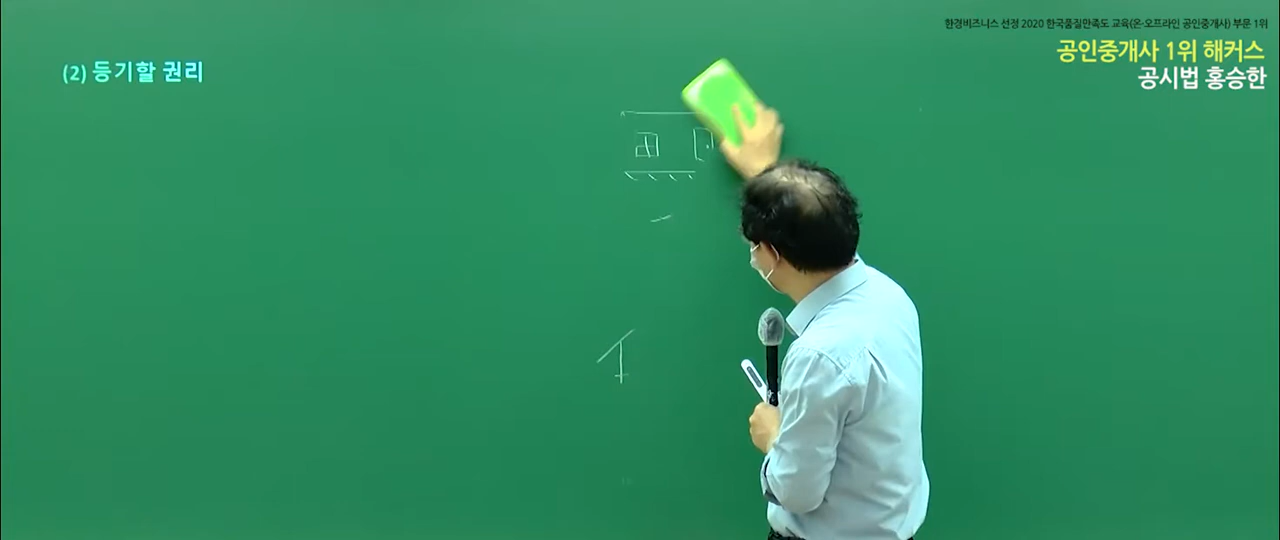 한경비즈니스 선정 2020 한국품질만족도 교육(온·오프라인 공인중개사) 부문 1위
공인중개사 1위 해커스
공시법 홍승한
(2) 등기할 권리